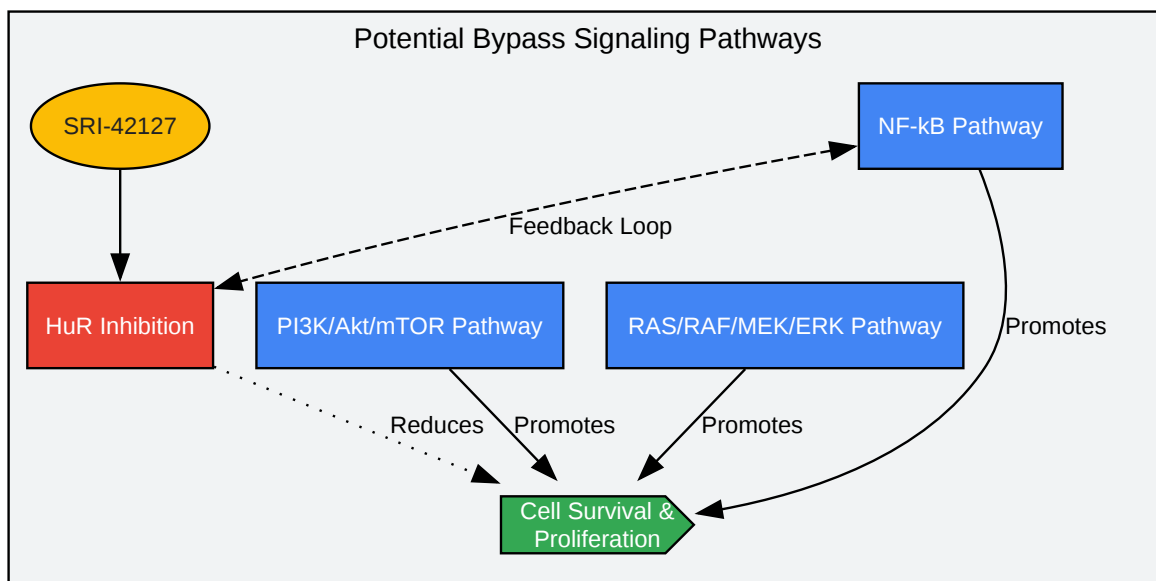 Potential Bypass Signaling Pathways
SRI-42127
NF-kB Pathway
Feedback Loop
HuR Inhibition
PI3K/Akt/mTOR Pathway
RAS/RAF/MEK/ERK Pathway
Promotes
Reduces
Promotes
Promotes
Cell Survival &
Proliferation